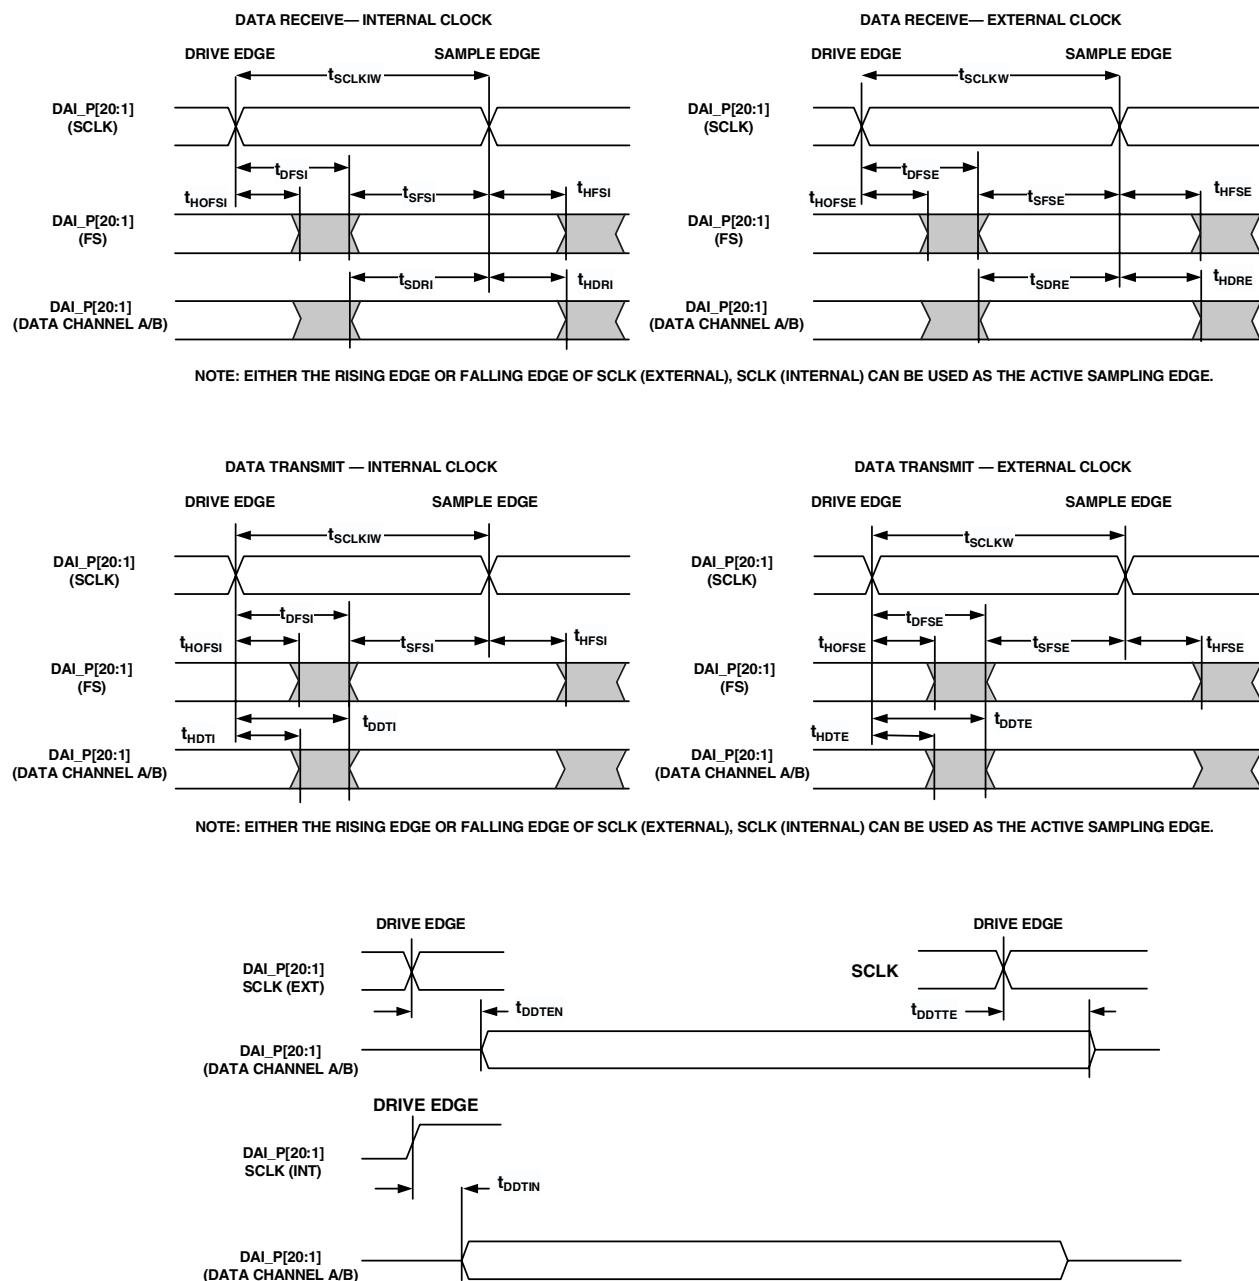 DATA RECEIVE— INTERNAL CLOCK
DRIVE EDGE
SAMPLE EDGE
tSCLKIW
DAI_P[20:1]
(SCLK)
tDFSI
tHOFSI
tSFSI
tHFSI
DAI_P[20:1]
(FS)
tSDRI
tHDRI
DAI_P[20:1]
(DATA CHANNEL A/B)
DATA RECEIVE— EXTERNAL CLOCK
DRIVE EDGE
SAMPLE EDGE
tSCLKW
DAI_P[20:1]
(SCLK)
tDFSE
tHOFSE
tSFSE
tHFSE
DAI_P[20:1]
(FS)
tSDRE
tHDRE
DAI_P[20:1]
(DATA CHANNEL A/B)
NOTE: EITHER THE RISING EDGE OR FALLING EDGE OF SCLK (EXTERNAL), SCLK (INTERNAL) CAN BE USED AS THE ACTIVE SAMPLING EDGE.
DATA TRANSMIT — INTERNAL CLOCK
DRIVE EDGE
SAMPLE EDGE
tSCLKIW
DAI_P[20:1]
(SCLK)
tDFSI
tHOFSI
tSFSI
tHFSI
DAI_P[20:1]
(FS)
tDDTI
tHDTI
DAI_P[20:1]
(DATA CHANNEL A/B)
DATA TRANSMIT — EXTERNAL CLOCK
DRIVE EDGE
SAMPLE EDGE
tSCLKW
DAI_P[20:1]
(SCLK)
tDFSE
tHOFSE
tSFSE
tHFSE
DAI_P[20:1]
(FS)
tDDTE
tHDTE
DAI_P[20:1]
(DATA CHANNEL A/B)
NOTE: EITHER THE RISING EDGE OR FALLING EDGE OF SCLK (EXTERNAL), SCLK (INTERNAL) CAN BE USED AS THE ACTIVE SAMPLING EDGE.
DRIVE EDGE
DRIVE EDGE
DAI_P[20:1]
SCLK (EXT)
SCLK
tDDTEN
tDDTTE
DAI_P[20:1]
(DATA CHANNEL A/B)
DRIVE EDGE
DAI_P[20:1]
SCLK (INT)
tDDTIN
DAI_P[20:1]
(DATA CHANNEL A/B)